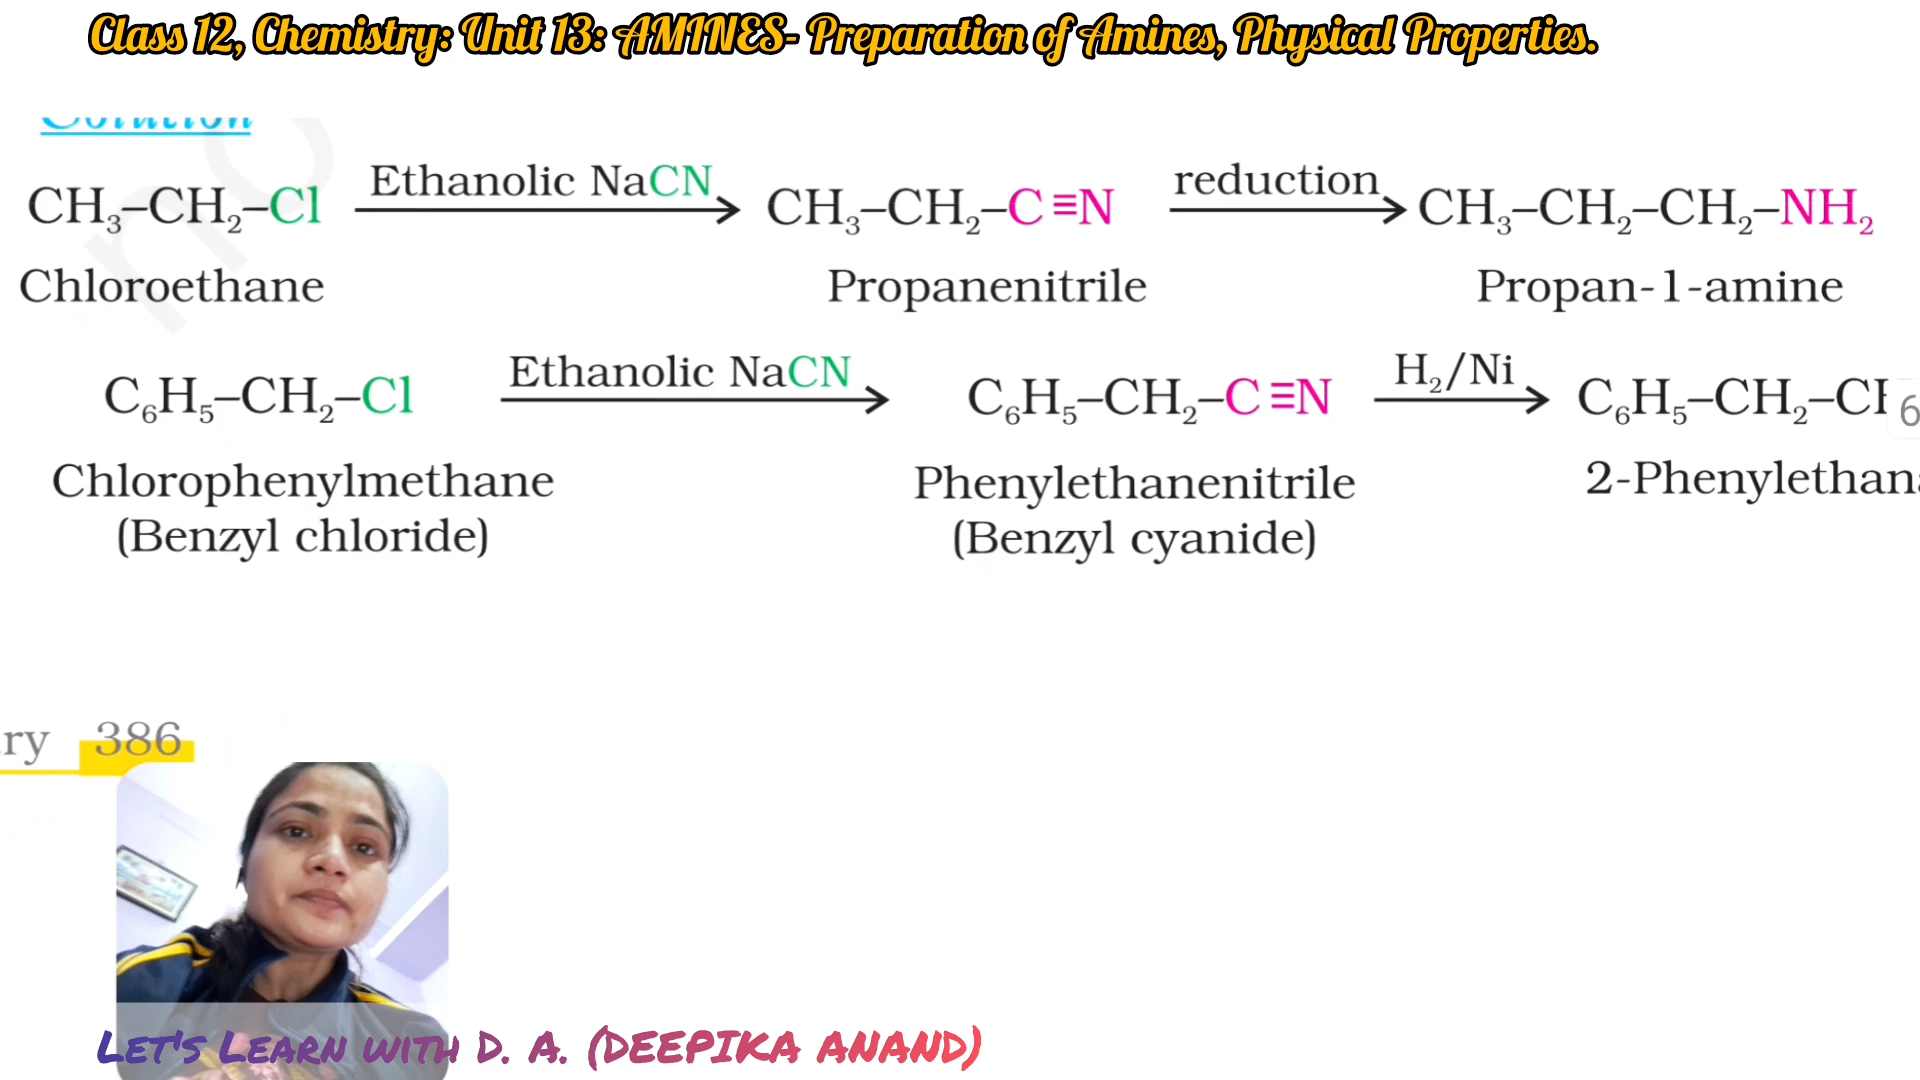 Class 12, Chemistry: Unit 13: AMINES- Preparation of Amines, Physical Properties.
Solution
CH₃–CH₂–Cl Ethanolic NaCN CH₃–CH₂–C≡N reduction CH₃–CH₂–CH₂–NH₂
Chloroethane Propanenitrile Propan-1-amine
C₆H₅–CH₂–Cl Ethanolic NaCN C₆H₅–CH₂–C≡N H₂/Ni C₆H₅–CH₂–C 6
Chlorophenylmethane Phenylethanenitrile 2-Phenylethan
(Benzyl chloride) (Benzyl cyanide)
ry 386
LET'S LEARN WITH D. A. (DEEPIKA ANAND)